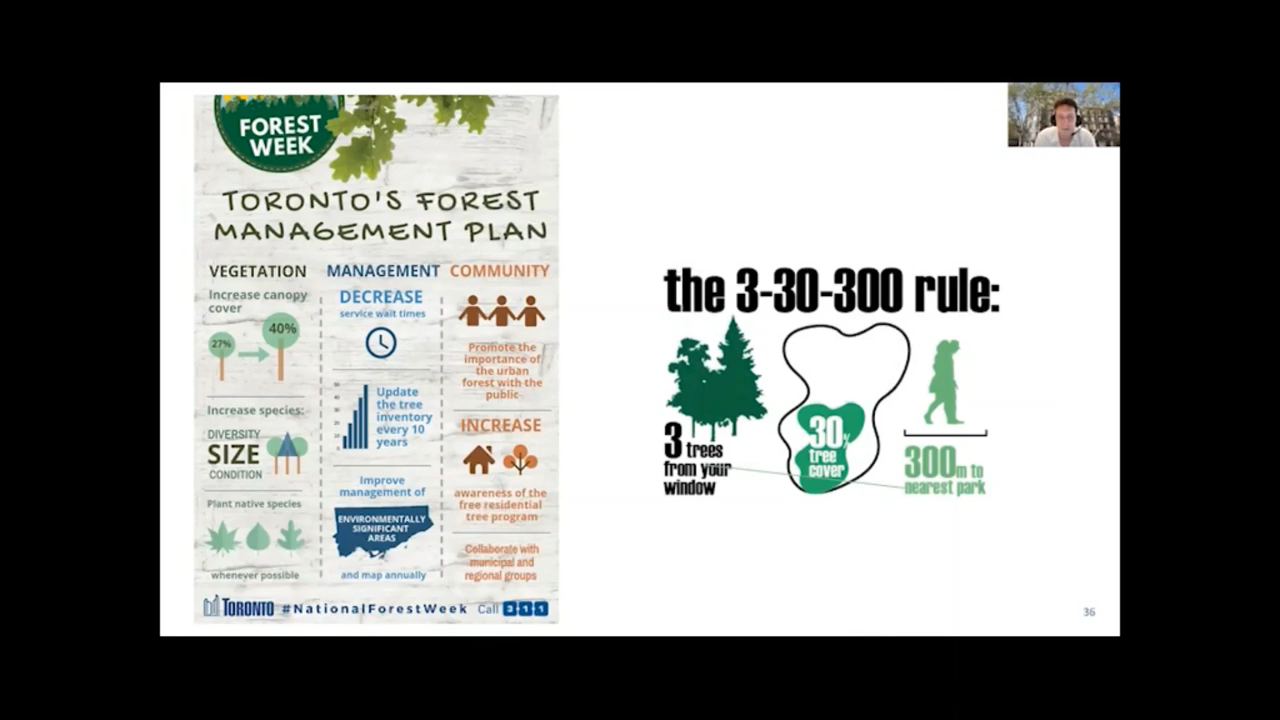 FOREST
WEEK
TORONTO'S FOREST
MANAGEMENT PLAN
VEGETATION
Increase canopy
cover
27%
40%
Increase species:
DIVERSITY
SIZE
CONDITION
Plant native species
whenever possible
MANAGEMENT
DECREASE
service wait times
Update
the tree
inventory
every 10
years
Improve
management of
ENVIRONMENTALLY
SIGNIFICANT
AREAS
and map annually
COMMUNITY
Promote the
importance of
the urban
forest with the
public
INCREASE
awareness of the
free residential
tree program
Collaborate with
municipal and
regional groups
TORONTO #NationalForestWeek Call 3-1-1
the 3-30-300 rule:
3 trees
from your
window
30%
tree
cover
300m to
nearest park
36